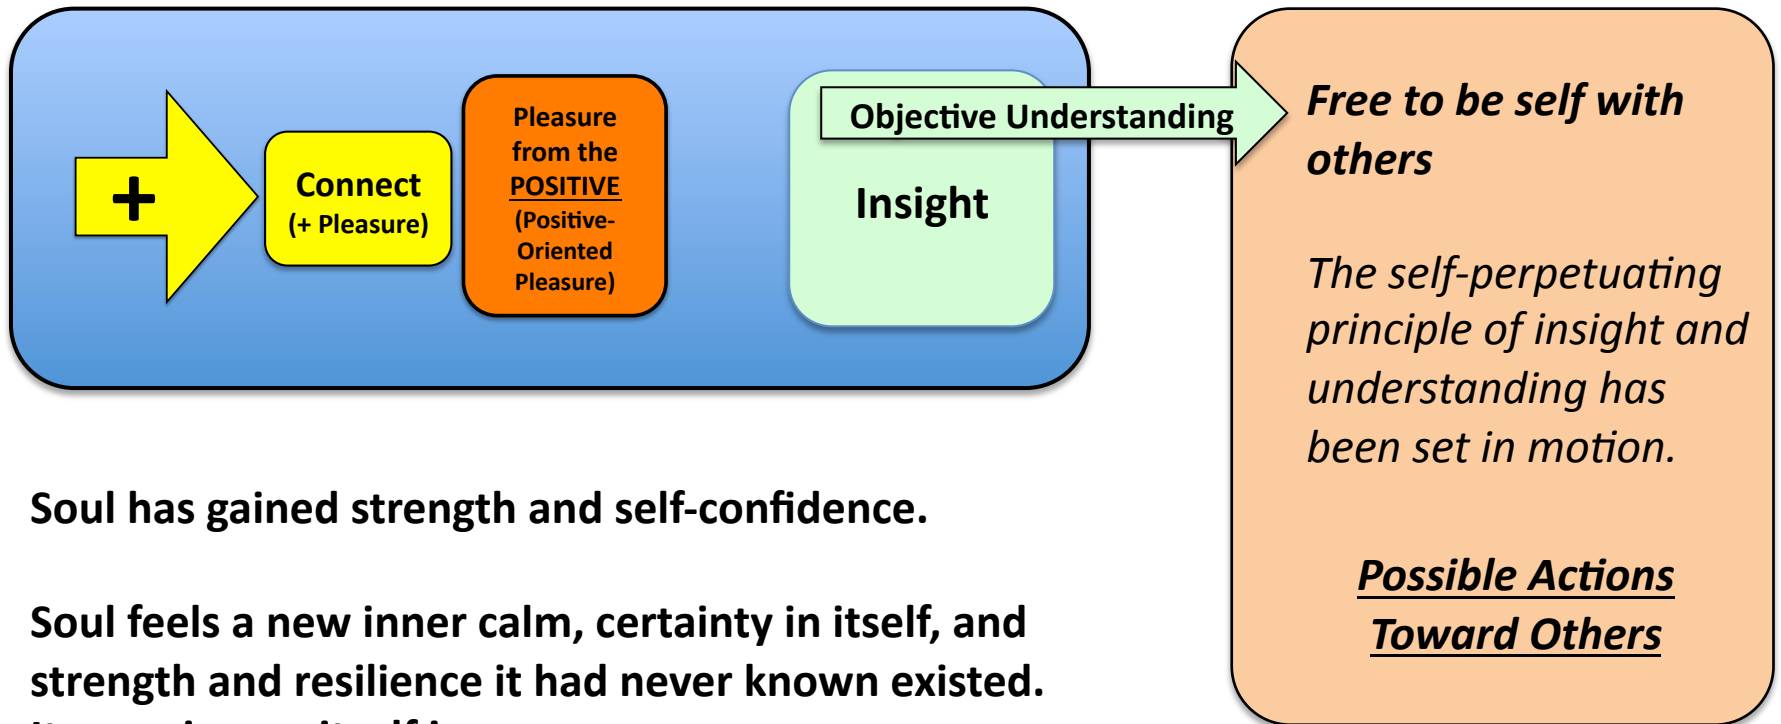 +
Connect
(+ Pleasure)
Pleasure
from the
POSITIVE
(Positive-
Oriented
Pleasure)
Objective Understanding
Insight
Free to be self with
others
The self-perpetuating
principle of insight and
understanding has
been set in motion.
Possible Actions
Toward Others
Soul has gained strength and self-confidence.
Soul feels a new inner calm, certainty in itself, and
strength and resilience it had never known existed.